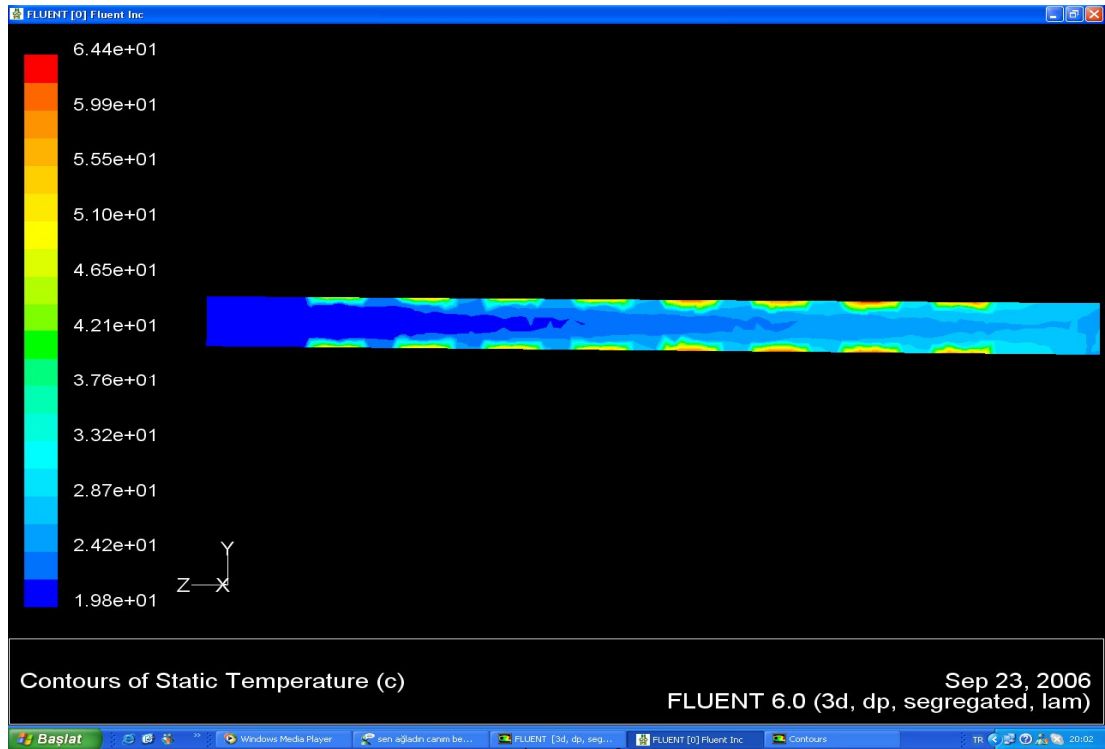 FLUENT [0] Fluent Inc
6.44e+01
5.99e+01
5.55e+01
5.10e+01
4.65e+01
4.21e+01
3.76e+01
3.32e+01
2.87e+01
2.42e+01
1.98e+01
Y
Z
X
Contours of Static Temperature (c)
Sep 23, 2006
FLUENT 6.0 (3d, dp, segregated, lam)
Başlat
»
Windows Media Player
sen ağladın canım be...
FLUENT [3d, dp, seg...
FLUENT [0] Fluent Inc
Contours
TR
20:02